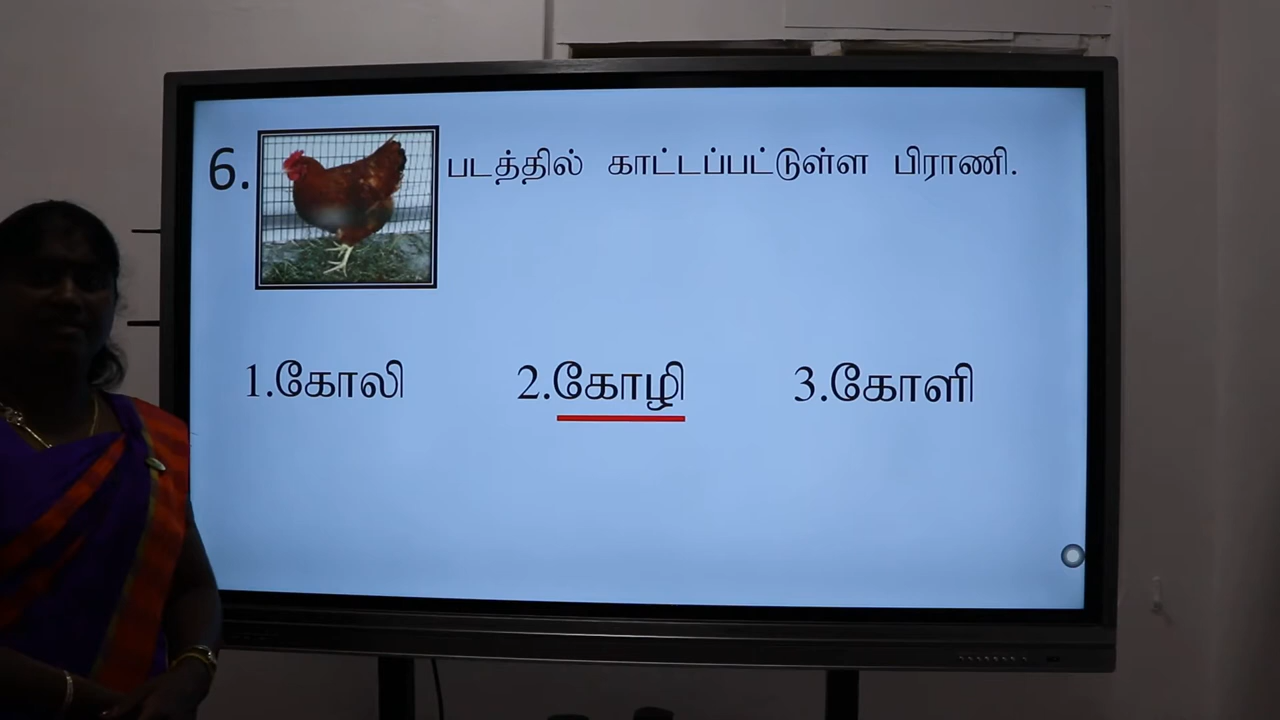 6. படத்தில் காட்டப்பட்டுள்ள பிராணி.
1.கோலி 2.கோழி 3.கோளி